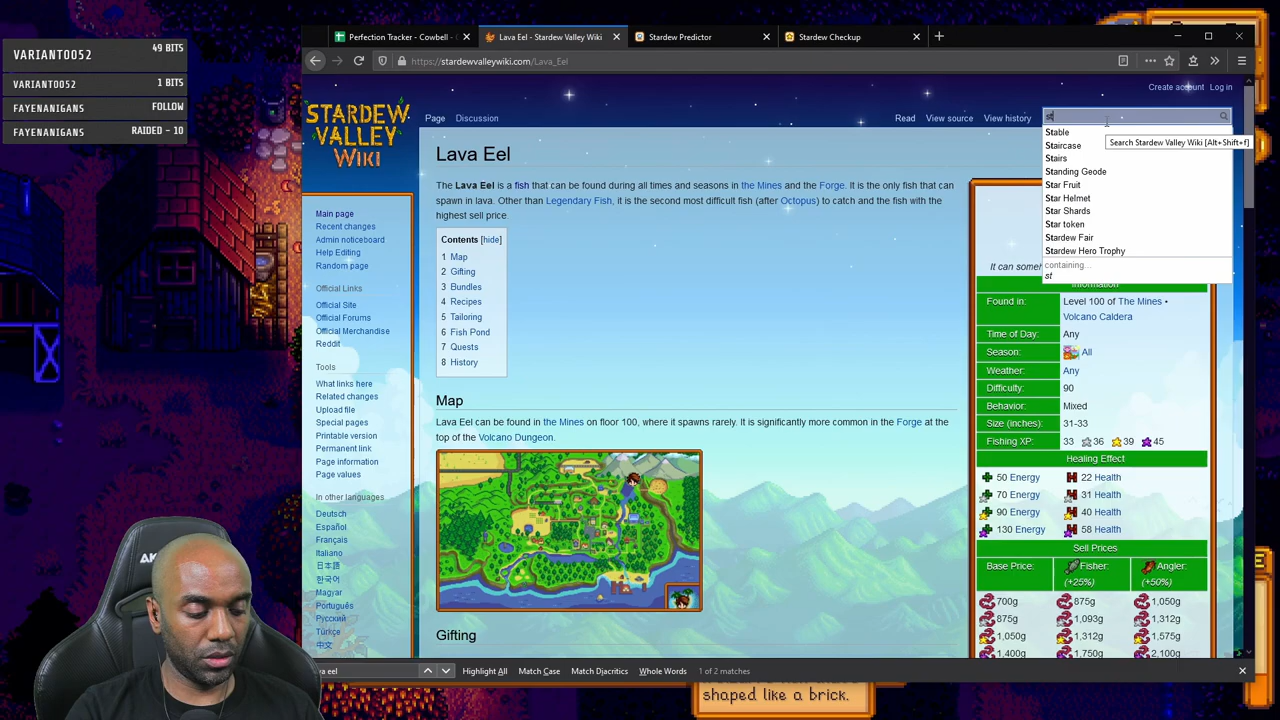 VARIANT0052
49 BITS
VARIANT0052
1 BITS
FAYENANIGANS
FOLLOW
FAYENANIGANS
RAIDED - 10
Perfection Tracker - Cowbell -
Lava Eel - Stardew Valley Wiki
Stardew Predictor
Stardew Checkup
https://stardewvalleywiki.com/Lava_Eel
Create account Log in
STARDEW
VALLEY
WIKI
Page Discussion
Read View source View history
st
Search Stardew Valley Wiki [Alt+Shift+f]
Stable
Staircase
Stairs
Standing Geode
Star Fruit
Star Helmet
Star Shards
Star token
Stardew Fair
Stardew Hero Trophy
containing...
st
Main page
Recent changes
Admin noticeboard
Help Editing
Random page
Official Links
Official Site
Official Forums
Official Merchandise
Reddit
Tools
What links here
Related changes
Upload file
Special pages
Printable version
Permanent link
Page information
Page values
In other languages
Deutsch
Español
Français
Italiano
日本語
한국어
Magyar
Português
Русский
Türkçe
中文
Lava Eel
The Lava Eel is a fish that can be found during all times and seasons in the Mines and the Forge. It is the only fish that can
spawn in lava. Other than Legendary Fish, it is the second most difficult fish (after Octopus) to catch and the fish with the
highest sell price.
Contents [hide]
1 Map
2 Gifting
3 Bundles
4 Recipes
5 Tailoring
6 Fish Pond
7 Quests
8 History
Map
Lava Eel can be found in the Mines on floor 100, where it spawns rarely. It is significantly more common in the Forge at the
top of the Volcano Dungeon.
Gifting
It can some
Information
Found in: Level 100 of The Mines •
Volcano Caldera
Time of Day: Any
Season: All
Weather: Any
Difficulty: 90
Behavior: Mixed
Size (inches): 31-33
Fishing XP: 33 36 39 45
Healing Effect
50 Energy 22 Health
70 Energy 31 Health
90 Energy 40 Health
130 Energy 58 Health
Sell Prices
Base Price: Fisher: Angler:
(+25%) (+50%)
700g 875g 1,050g
875g 1,093g 1,312g
1,050g 1,312g 1,575g
1,400g 1,750g 2,100g
va eel
Highlight All Match Case Match Diacritics Whole Words 1 of 2 matches
shaped like a brick.